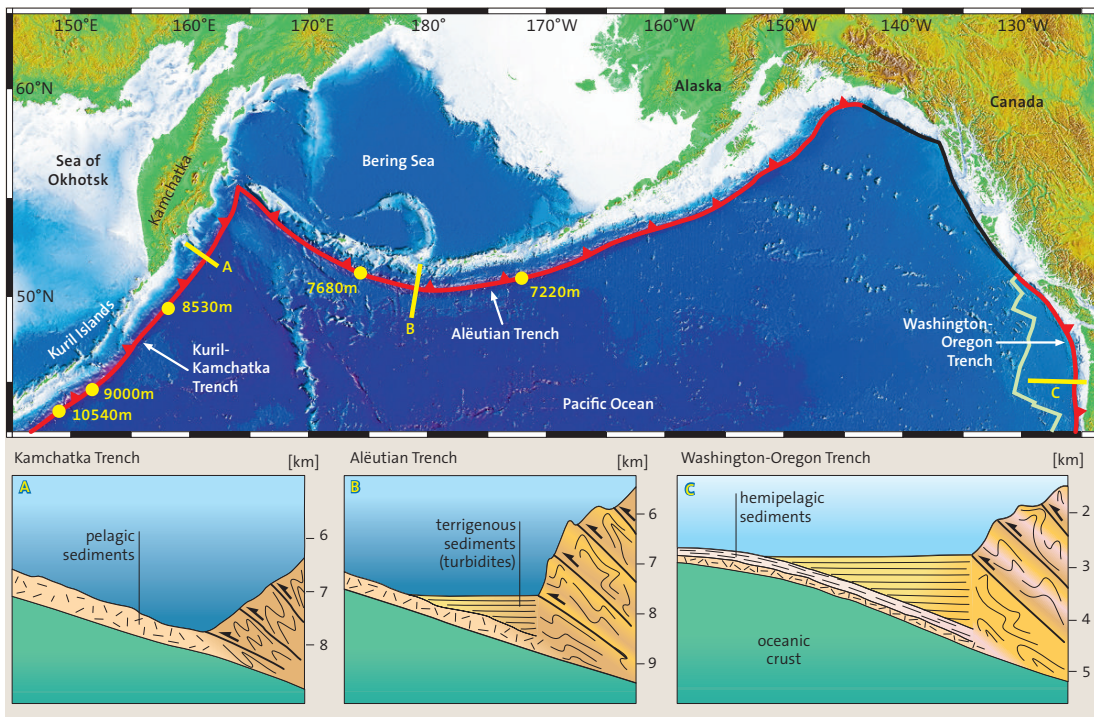 150°E
160°E
170°E
180°
170°W
160°W
150°W
140°W
130°W
60°N
Alaska
Canada
Sea of
Okhotsk
Kamchatka
Bering Sea
A
7680m
7220m
8530m
50°N
B
Alëutian Trench
Kuril Islands
Kuril-
Kamchatka
Trench
Washington-
Oregon
Trench
9000m
10540m
Pacific Ocean
C
Kamchatka Trench
[km]
A
pelagic
sediments
6
7
8
Alëutian Trench
[km]
B
terrigenous
sediments
(turbidites)
6
7
8
9
Washington-Oregon Trench
[km]
C
hemipelagic
sediments
oceanic
crust
2
3
4
5